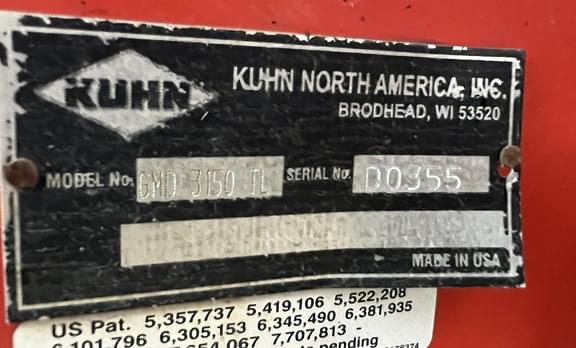 KUHN
KUHN NORTH AMERICA, INC.
BRODHEAD, WI 53520
MODEL No. GMD 3150 TL SERIAL No. D0355
MADE IN USA
US Pat. 5,357,737 5,419,106 5,522,208
6,101,796 6,305,153 6,345,490 6,381,935
067 7,707,813 -
pending